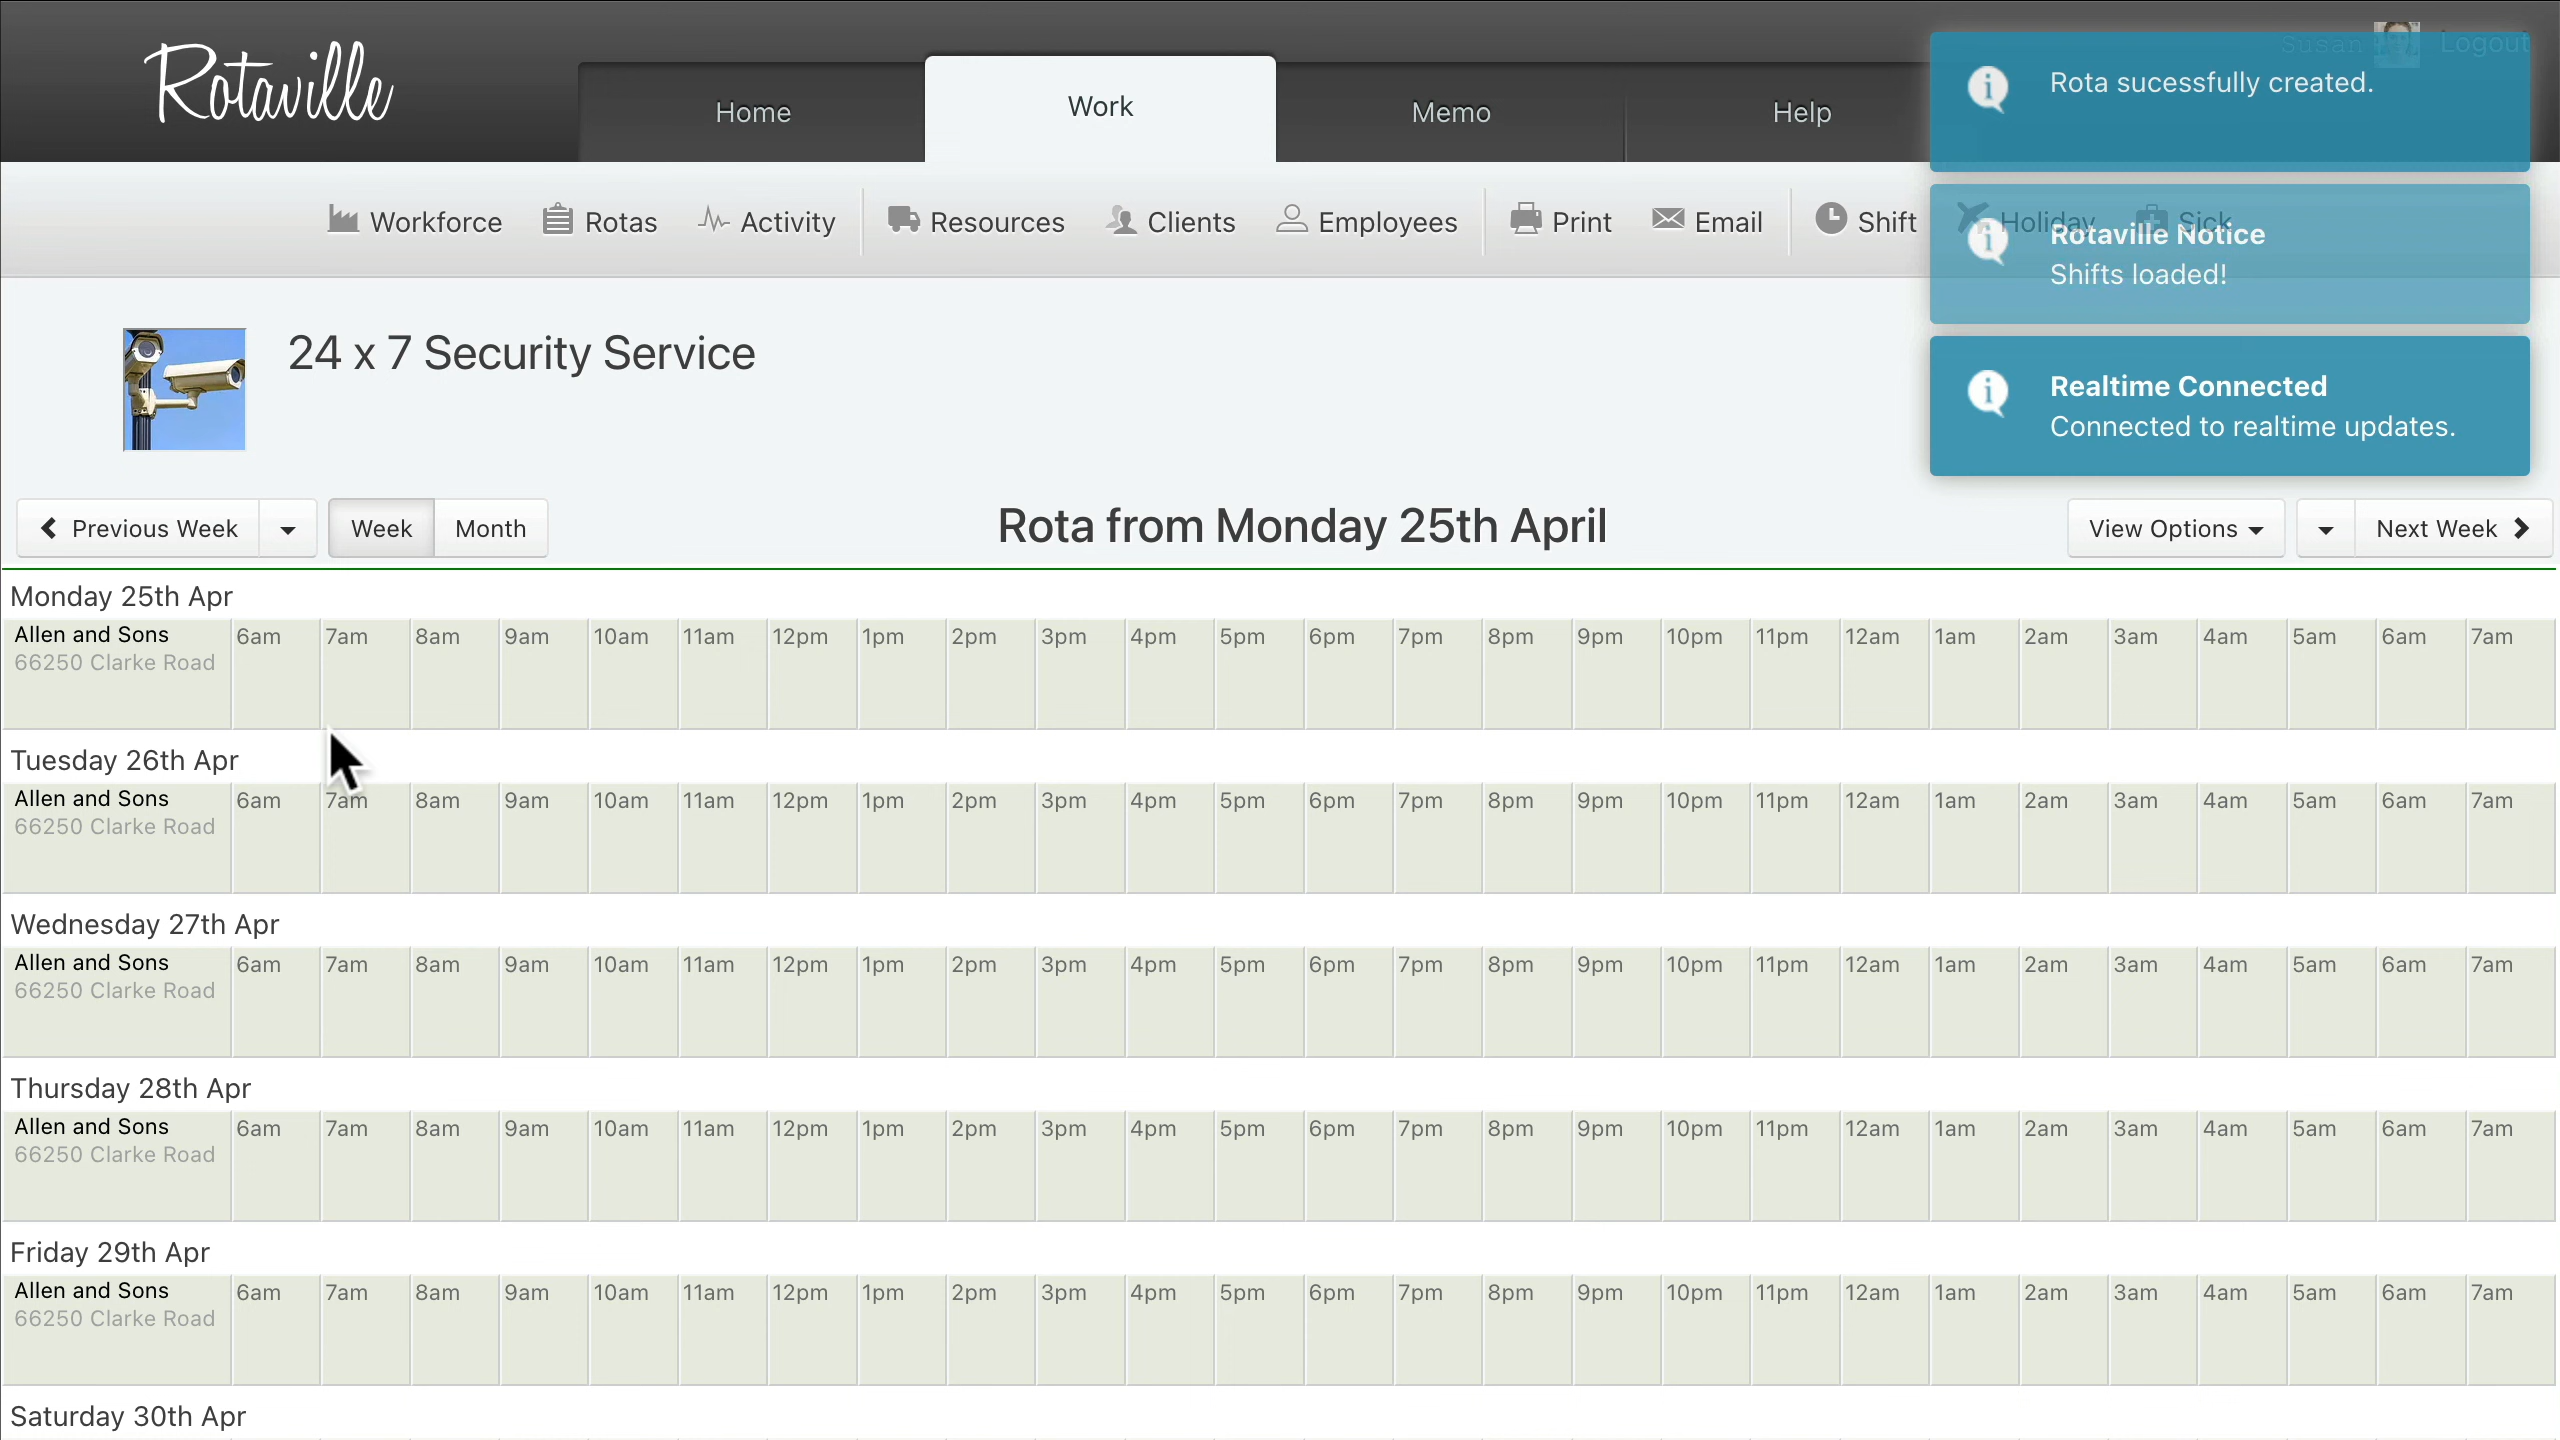 Rotaville
Home
Work
Memo
Help
Susan
Logout
Rota sucessfully created.
Workforce
Rotas
Activity
Resources
Clients
Employees
Print
Email
Shift
Holiday
Sick
Rotaville Notice
Shifts loaded!
24 x 7 Security Service
Realtime Connected
Connected to realtime updates.
Previous Week
Week
Month
Rota from Monday 25th April
View Options
Next Week
Monday 25th Apr
Allen and Sons 6am 7am 8am 9am 10am 11am 12pm 1pm 2pm 3pm 4pm 5pm 6pm 7pm 8pm 9pm 10pm 11pm 12am 1am 2am 3am 4am 5am 6am 7am
66250 Clarke Road
Tuesday 26th Apr
Allen and Sons 6am 7am 8am 9am 10am 11am 12pm 1pm 2pm 3pm 4pm 5pm 6pm 7pm 8pm 9pm 10pm 11pm 12am 1am 2am 3am 4am 5am 6am 7am
66250 Clarke Road
Wednesday 27th Apr
Allen and Sons 6am 7am 8am 9am 10am 11am 12pm 1pm 2pm 3pm 4pm 5pm 6pm 7pm 8pm 9pm 10pm 11pm 12am 1am 2am 3am 4am 5am 6am 7am
66250 Clarke Road
Thursday 28th Apr
Allen and Sons 6am 7am 8am 9am 10am 11am 12pm 1pm 2pm 3pm 4pm 5pm 6pm 7pm 8pm 9pm 10pm 11pm 12am 1am 2am 3am 4am 5am 6am 7am
66250 Clarke Road
Friday 29th Apr
Allen and Sons 6am 7am 8am 9am 10am 11am 12pm 1pm 2pm 3pm 4pm 5pm 6pm 7pm 8pm 9pm 10pm 11pm 12am 1am 2am 3am 4am 5am 6am 7am
66250 Clarke Road
Saturday 30th Apr